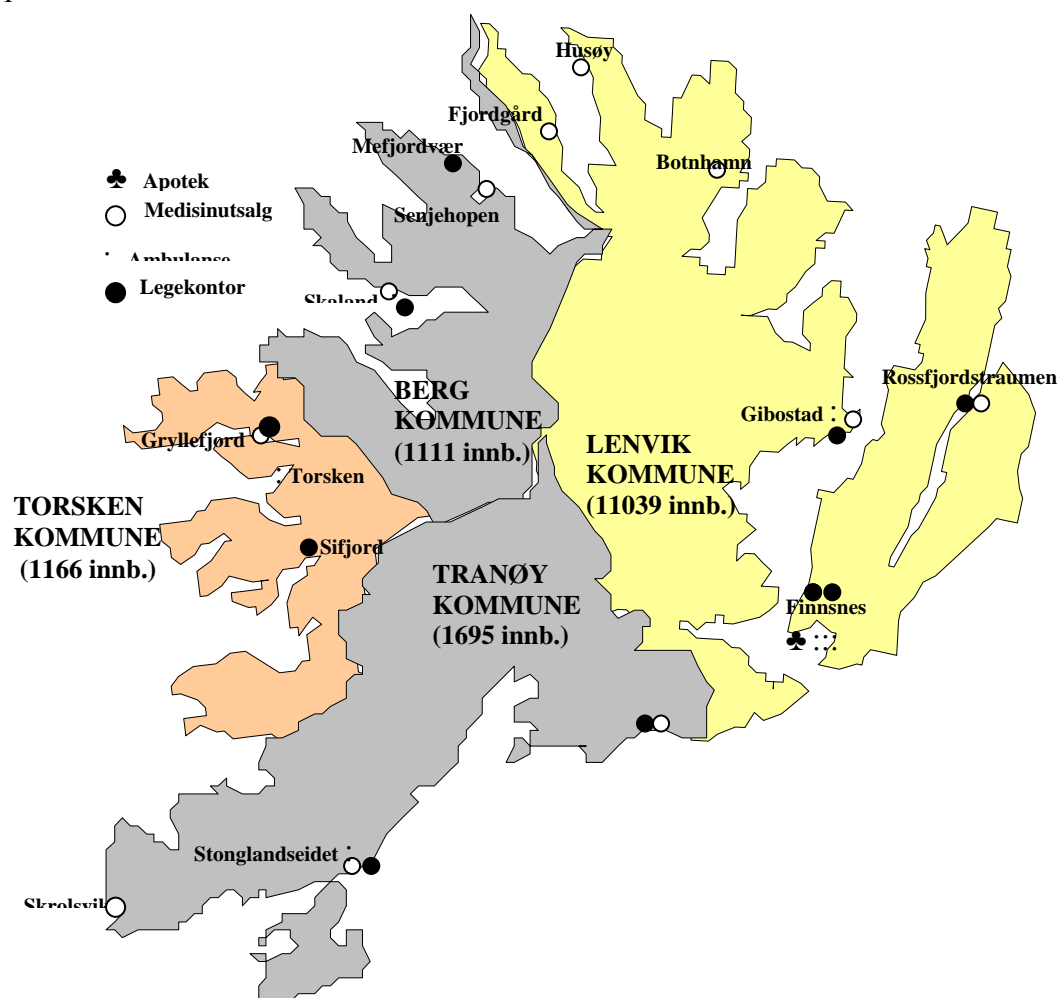 Husøy
Fjordgård
Mefjordvær
Botnhamn
Apotek
Medisinutsalg
Senjehopen
Ambulanse
Legekontor
Skaland
Rossfjordstraumen
BERG
KOMMUNE
(1111 innb.)
Gibostad
Gryllefjord
LENVIK
KOMMUNE
(11039 innb.)
Torsken
TORSKEN
KOMMUNE
(1166 innb.)
Sifjord
TRANØY
KOMMUNE
(1695 innb.)
Finnsnes
Stonglandseidet
Skrolsvik